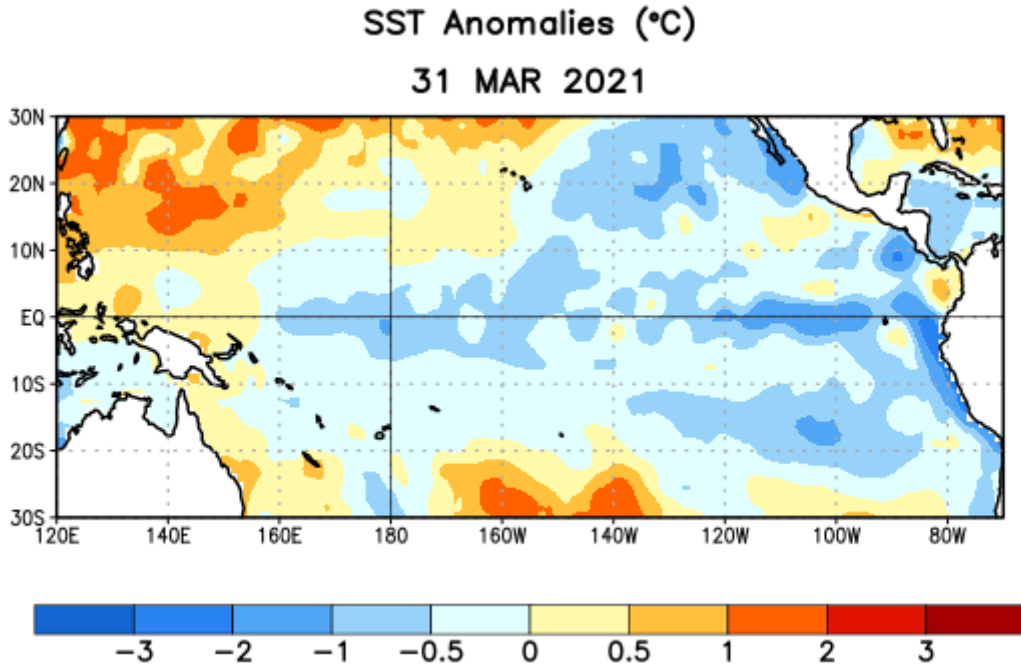 SST Anomalies (°C)
31 MAR 2021
30N
20N
10N
EQ
10S
20S
30S
120E 140E 160E 180 160W 140W 120W 100W 80W
-3 -2 -1 -0.5 0 0.5 1 2 3